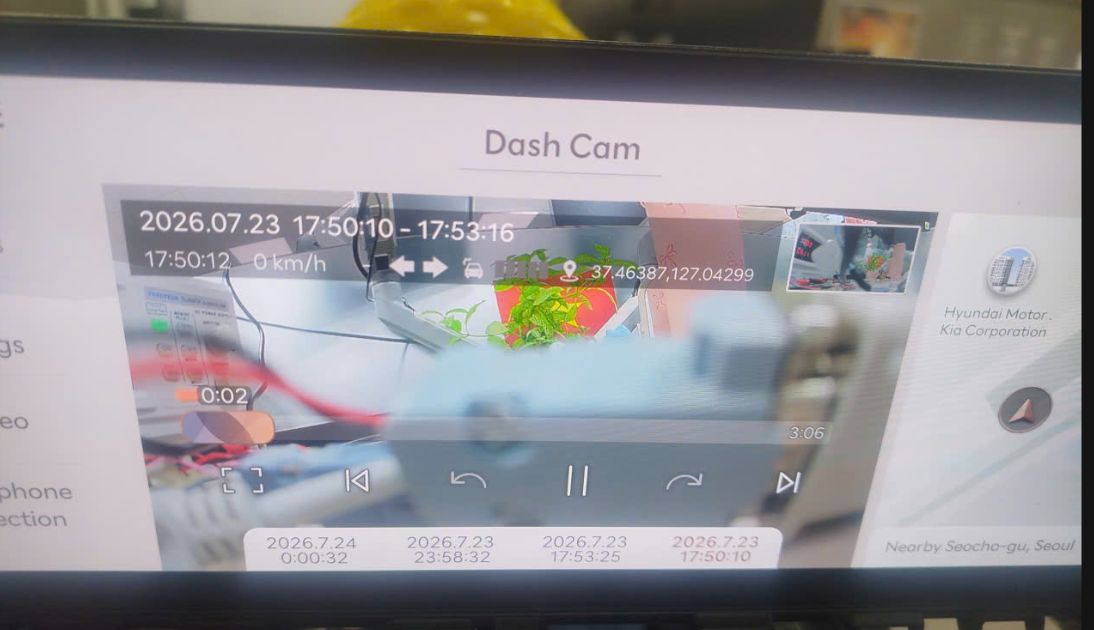 Dash Cam
2026.07.23 17:50:10 - 17:53:16
17:50:12 0 km/h
37.46387,127.04299
Hyundai Motor.
Kia Corporation
gs
0:02
eo
3:06
phone
ection
2026.7.24
0:00:32
2026.7.23
23:58:32
2026.7.23
17:53:25
2026.7.23
17:50:10
Nearby Seocho-gu, Seoul